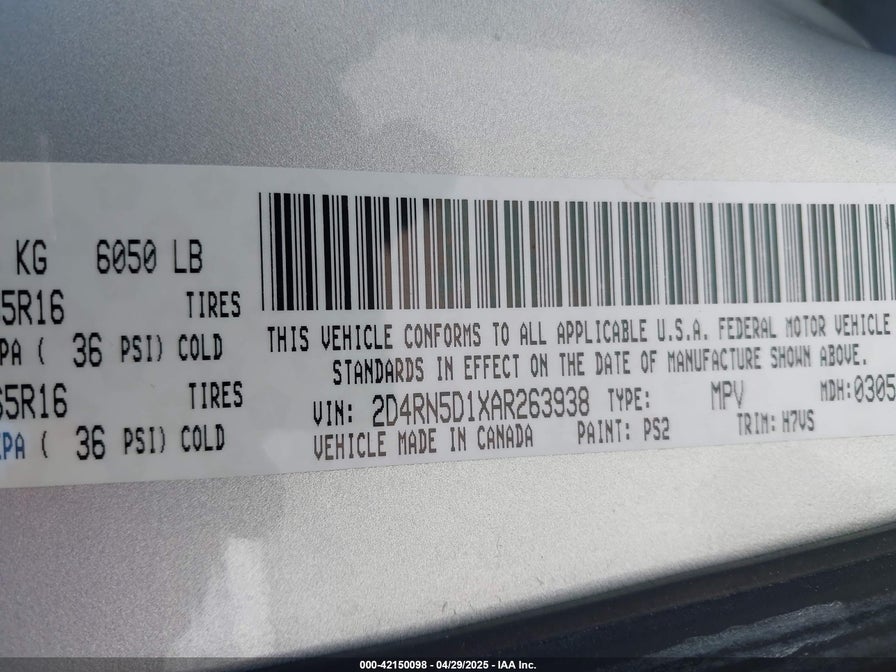 KG 6050 LB
5R16 TIRES
PA ( 36 PSI) COLD
5R16 TIRES
PA ( 36 PSI) COLD
THIS VEHICLE CONFORMS TO ALL APPLICABLE U.S.A. FEDERAL MOTOR VEHICLE
STANDARDS IN EFFECT ON THE DATE OF MANUFACTURE SHOWN ABOVE.
VIN: 2D4RN5D1XAR263938 TYPE: MPV MDH:0305
VEHICLE MADE IN CANADA PAINT: PS2 TRIM: H7VS
000-42150098 - 04/29/2025 - IAA Inc.